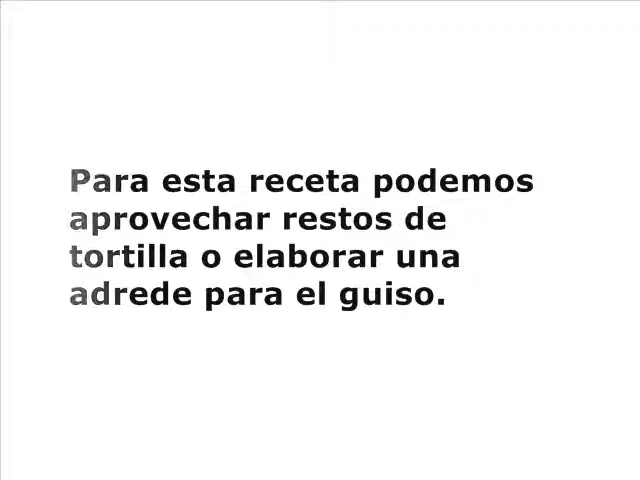 Para esta receta podemos
aprovechar restos de
tortilla o elaborar una
adrede para el guiso.